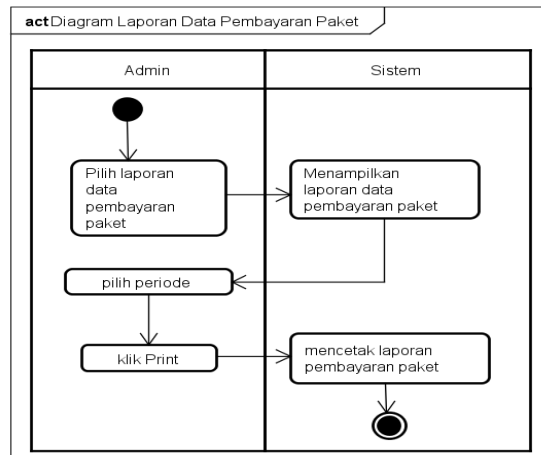 act Diagram Laporan Data Pembayaran Paket
Admin
Sistem
Pilih laporan
data
pembayaran
paket
Menampilkan
laporan data
pembayaran paket
pilih periode
klik Print
mencetak laporan
pembayaran paket